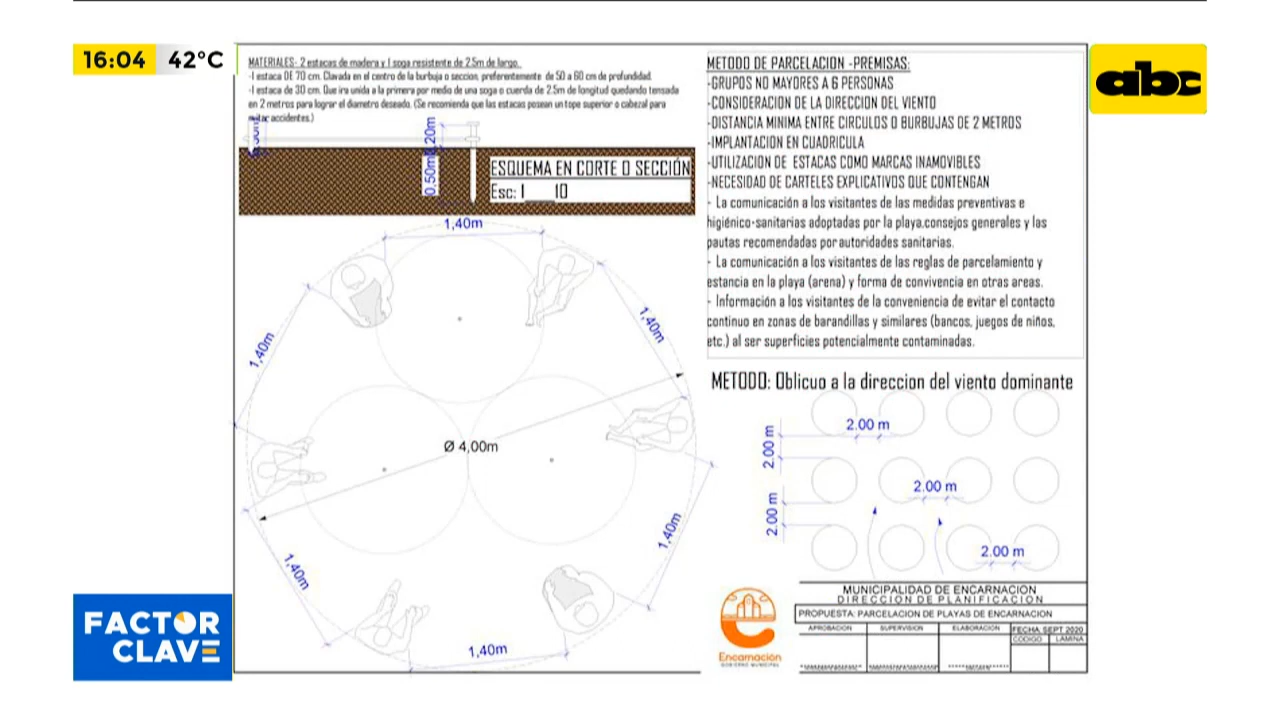 16:04 42°C
abc
MATERIALES- 2 estacas de madera y 1 soga resistente de 2.5m de largo.
-1 estaca DE 70 cm. Clavada en el centro de la burbuja o seccion, preferentemente de 50 a 60 cm de profundidad.
-1 estaca de 30 cm. Que ira unida a la primera por medio de una soga o cuerda de 2.5m de longitud quedando tensada
en 2 metros para lograr el diametro deseado. (Se recomienda que las estacas posean un tope superior o cabezal para
evitar accidentes.)
0,20m
0,50m
ESQUEMA EN CORTE O SECCIÓN
Esc: 1___10
1,40m
1,40m
1,40m
Ø 4,00m
1,40m
1,40m
1,40m
METODO DE PARCELACION -PREMISAS:
-GRUPOS NO MAYORES A 6 PERSONAS
-CONSIDERACION DE LA DIRECCION DEL VIENTO
-DISTANCIA MINIMA ENTRE CIRCULOS O BURBUJAS DE 2 METROS
-IMPLANTACION EN CUADRICULA
-UTILIZACION DE ESTACAS COMO MARCAS INAMOVIBLES
-NECESIDAD DE CARTELES EXPLICATIVOS QUE CONTENGAN
- La comunicación a los visitantes de las medidas preventivas e
higiénico-sanitarias adoptadas por la playa,consejos generales y las
pautas recomendadas por autoridades sanitarias.
- La comunicación a los visitantes de las reglas de parcelamiento y
estancia en la playa (arena) y forma de convivencia en otras areas.
- Información a los visitantes de la conveniencia de evitar el contacto
continuo en zonas de barandillas y similares (bancos, juegos de niños,
etc.) al ser superficies potencialmente contaminadas.
METODO: Oblicuo a la direccion del viento dominante
2.00 m
2.00 m
2.00 m
2.00 m
2.00 m
Encarnación
GOBIERNO MUNICIPAL
MUNICIPALIDAD DE ENCARNACION
DIRECCION DE PLANIFICACION
PROPUESTA: PARCELACION DE PLAYAS DE ENCARNACION
APROBACION SUPERVISION ELABORACION FECHA SEPT 2020
CODIGO LAMINA
FACTOR
CLAVE